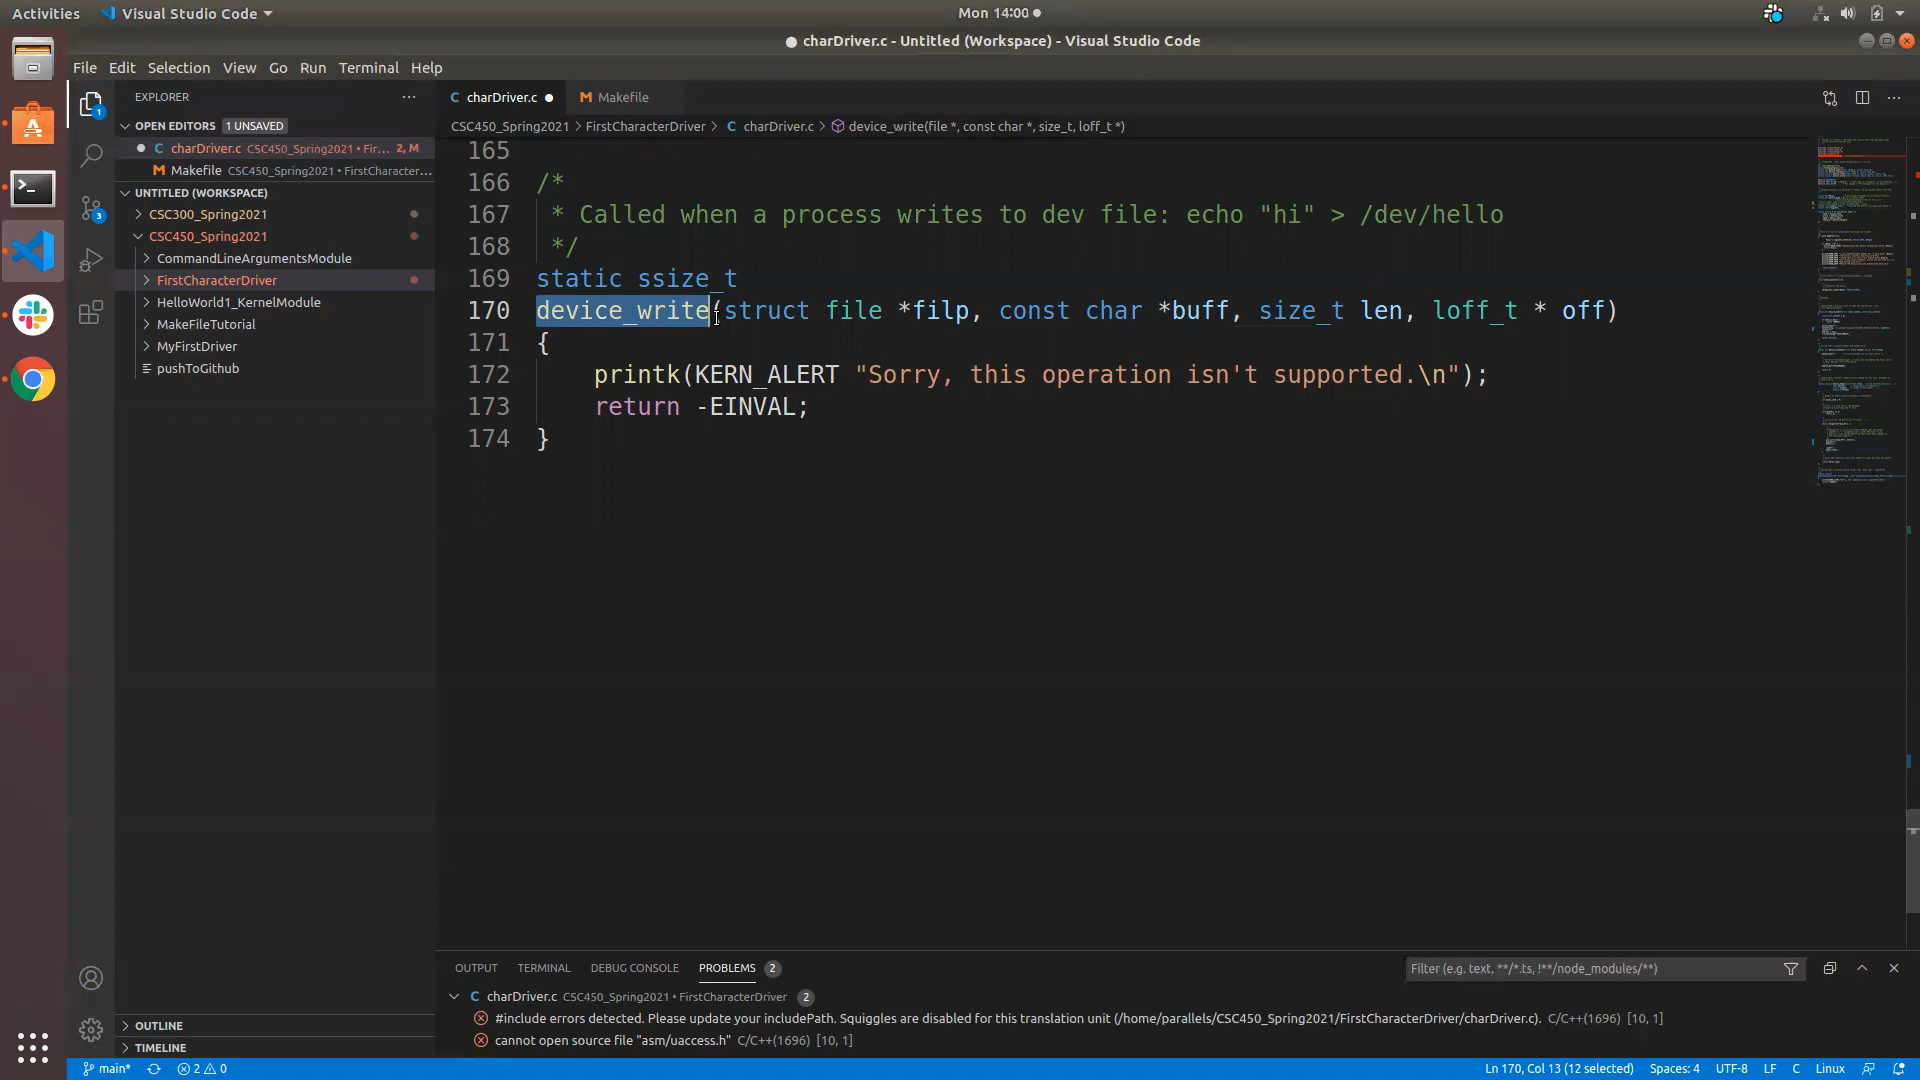 Activities Visual Studio Code Mon 14:00
charDriver.c - Untitled (Workspace) - Visual Studio Code
File Edit Selection View Go Run Terminal Help
EXPLORER
OPEN EDITORS 1 UNSAVED
charDriver.c CSC450_Spring2021 • Fir... 2, M
Makefile CSC450_Spring2021 • FirstCharacter...
UNTITLED (WORKSPACE)
CSC300_Spring2021
CSC450_Spring2021
CommandLineArgumentsModule
FirstCharacterDriver
HelloWorld1_KernelModule
MakeFileTutorial
MyFirstDriver
pushToGithub
OUTLINE
TIMELINE
1
3
charDriver.c Makefile
CSC450_Spring2021 > FirstCharacterDriver > charDriver.c > device_write(file *, const char *, size_t, loff_t *)
165
166 /*
167 * Called when a process writes to dev file: echo "hi" > /dev/hello
168 */
169 static ssize_t
170 device_write(struct file *filp, const char *buff, size_t len, loff_t * off)
171 {
172 printk(KERN_ALERT "Sorry, this operation isn't supported.\n");
173 return -EINVAL;
174 }
OUTPUT TERMINAL DEBUG CONSOLE PROBLEMS 2
Filter (e.g. text, **/*.ts, !**/node_modules/**)
charDriver.c CSC450_Spring2021 • FirstCharacterDriver 2
#include errors detected. Please update your includePath. Squiggles are disabled for this translation unit (/home/parallels/CSC450_Spring2021/FirstCharacterDriver/charDriver.c). C/C++(1696) [10, 1]
cannot open source file "asm/uaccess.h" C/C++(1696) [10, 1]
main* 2 0 Ln 170, Col 13 (12 selected) Spaces: 4 UTF-8 LF C Linux